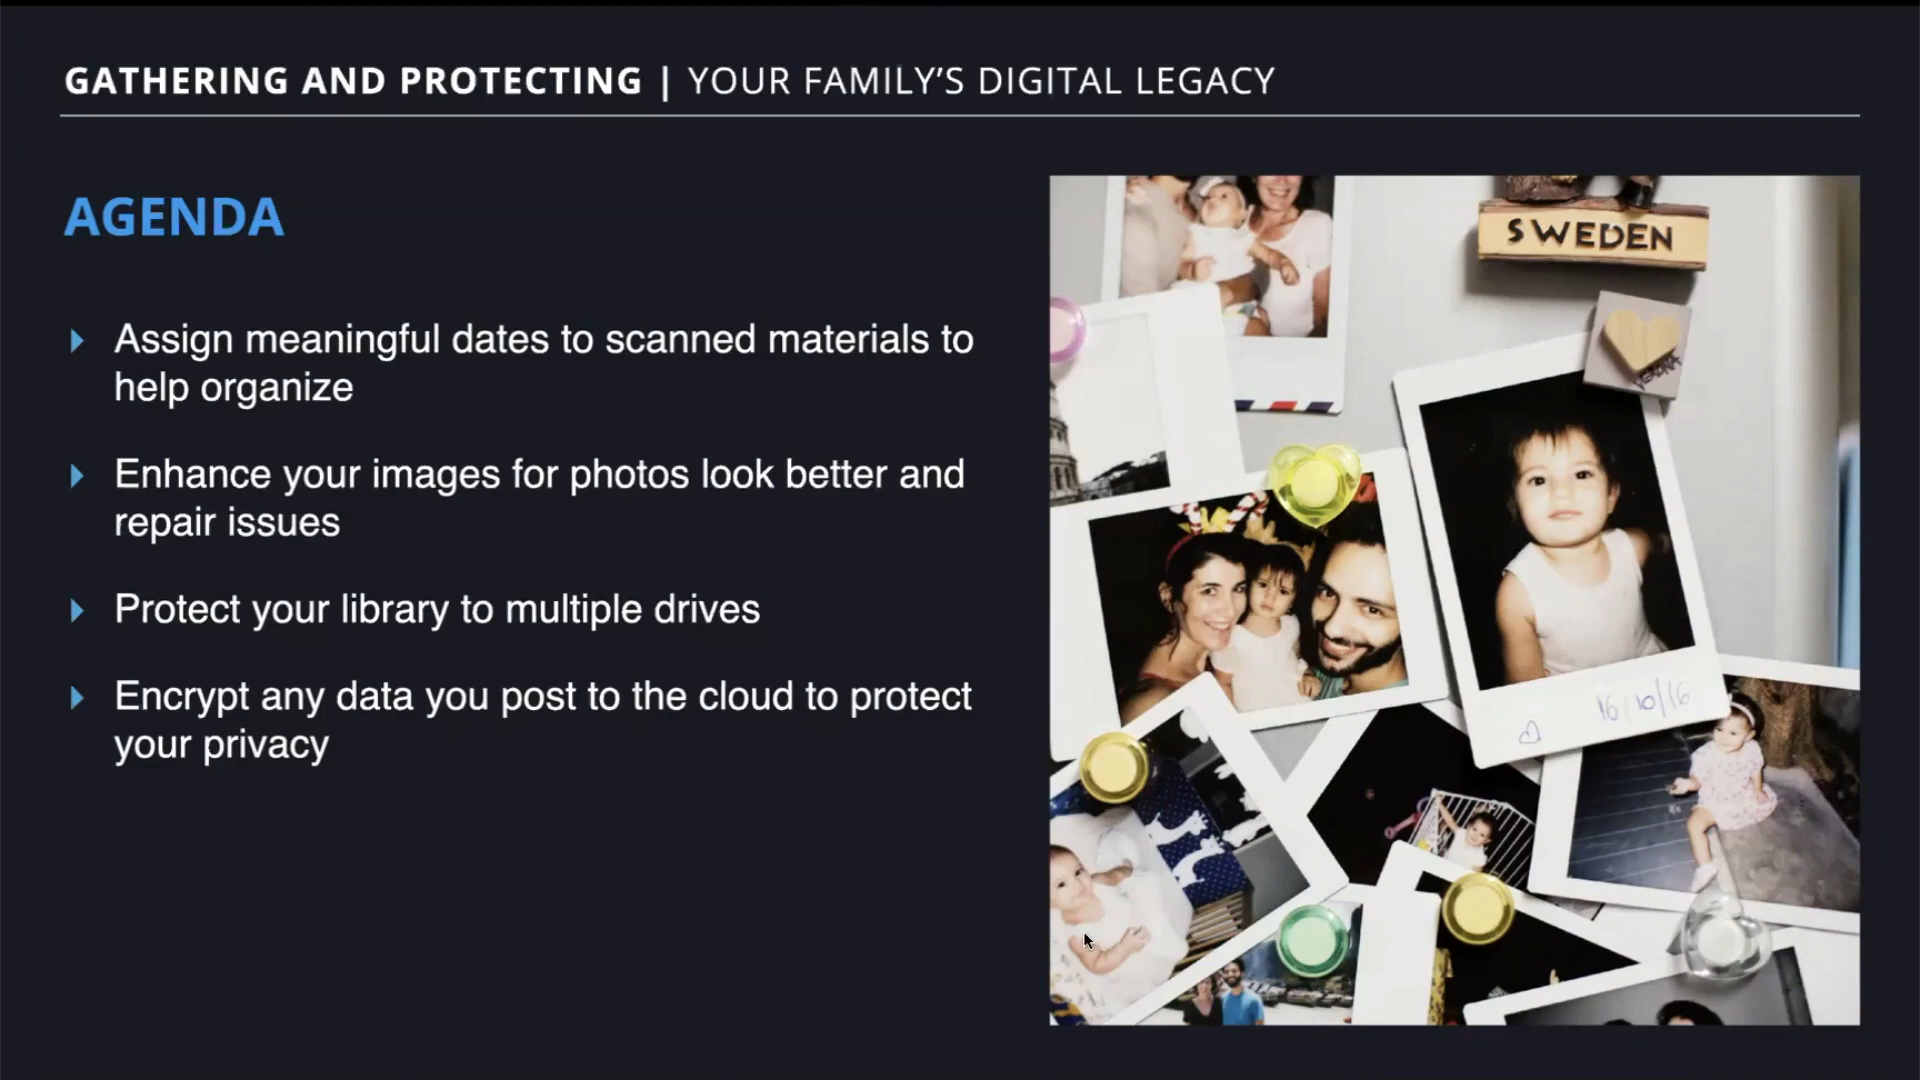 GATHERING AND PROTECTING | YOUR FAMILY’S DIGITAL LEGACY
AGENDA
Assign meaningful dates to scanned materials to
help organize
Enhance your images for photos look better and
repair issues
Protect your library to multiple drives
Encrypt any data you post to the cloud to protect
your privacy
SWEDEN
VERONA
16/10/16